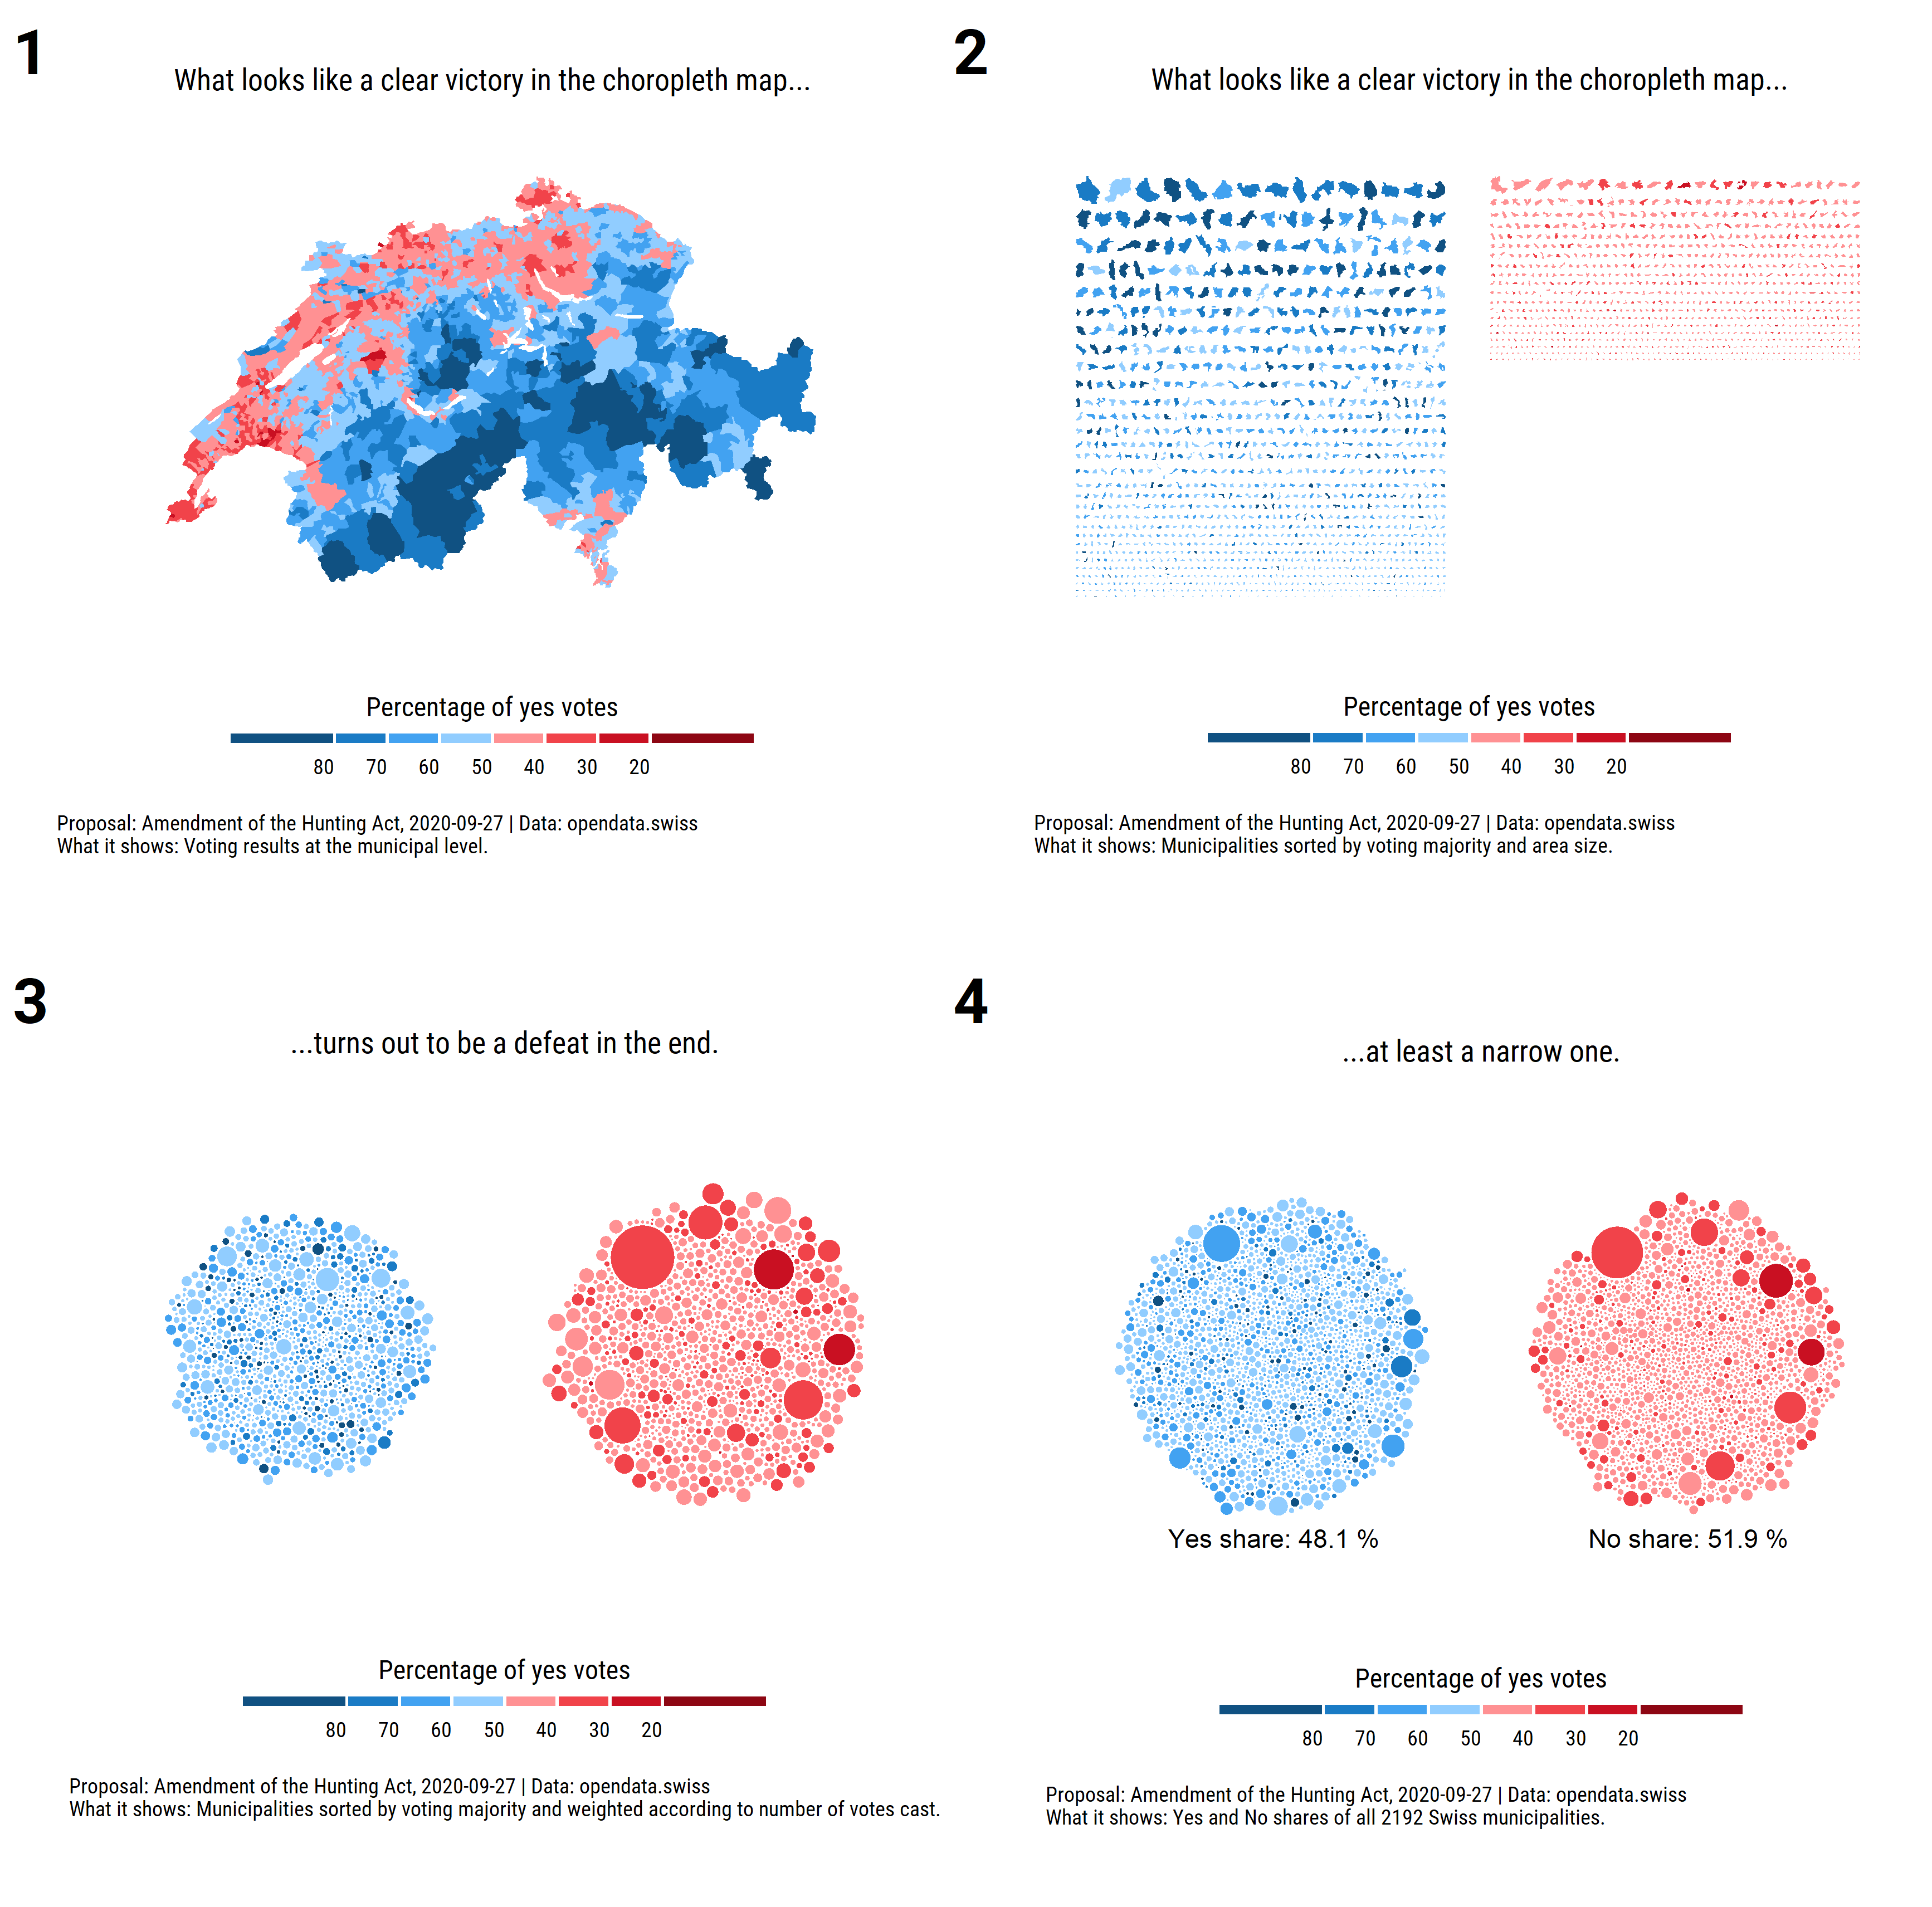 1
What looks like a clear victory in the choropleth map...
Percentage of yes votes
80 70 60 50 40 30 20
Proposal: Amendment of the Hunting Act, 2020-09-27 | Data: opendata.swiss
What it shows: Voting results at the municipal level.
2
What looks like a clear victory in the choropleth map...
Percentage of yes votes
80 70 60 50 40 30 20
Proposal: Amendment of the Hunting Act, 2020-09-27 | Data: opendata.swiss
What it shows: Municipalities sorted by voting majority and area size.
3
...turns out to be a defeat in the end.
Percentage of yes votes
80 70 60 50 40 30 20
Proposal: Amendment of the Hunting Act, 2020-09-27 | Data: opendata.swiss
What it shows: Municipalities sorted by voting majority and weighted according to number of votes cast.
4
...at least a narrow one.
Yes share: 48.1 %
No share: 51.9 %
Percentage of yes votes
80 70 60 50 40 30 20
Proposal: Amendment of the Hunting Act, 2020-09-27 | Data: opendata.swiss
What it shows: Yes and No shares of all 2192 Swiss municipalities.